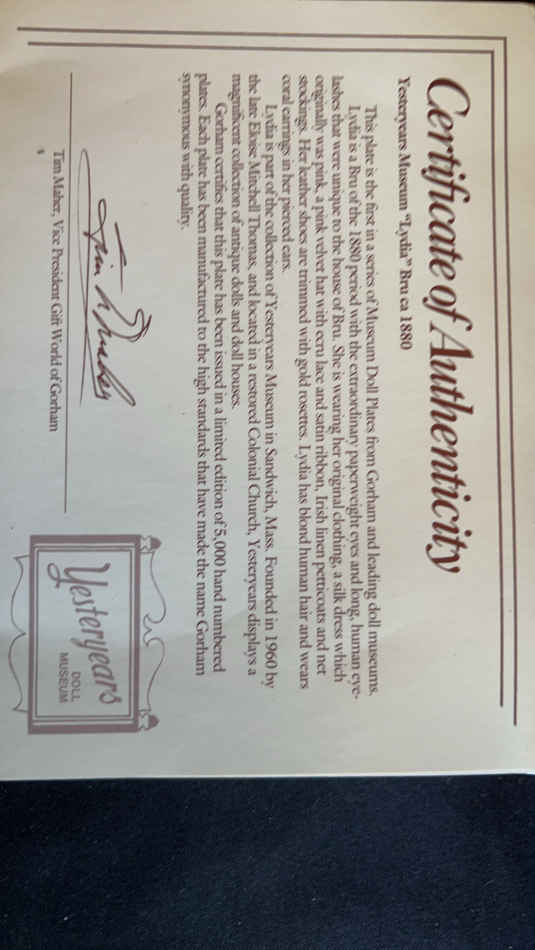 Certificate of Authenticity
Yesteryears Museum "Lydia" Bru ca 1880
This plate is the first in a series of Museum Doll Plates from Gorham and leading doll museums.
Lydia is a Bru of the 1880 period with the extraordinary paperweight eyes and long, human eye-
lashes that were unique to the house of Bru. She is wearing her original clothing, a silk dress which
originally was pink, a pink velvet hat with ecru lace and satin ribbon, Irish linen petticoats and net
stockings. Her leather shoes are trimmed with gold rosettes. Lydia has blond human hair and wears
coral earrings in her pierced ears.
Lydia is part of the collection of Yesteryears Museum in Sandwich, Mass. Founded in 1960 by
the late Eloise Mitchell Thomas, and located in a restored Colonial Church, Yesteryears displays a
magnificent collection of antique dolls and doll houses.
Gorham certifies that this plate has been issued in a limited edition of 5,000 hand numbered
plates. Each plate has been manufactured to the high standards that have made the name Gorham
synonymous with quality.
Tim Maher
Tim Maher, Vice President Gift World of Gorham
Yesteryears
DOLL
MUSEUM